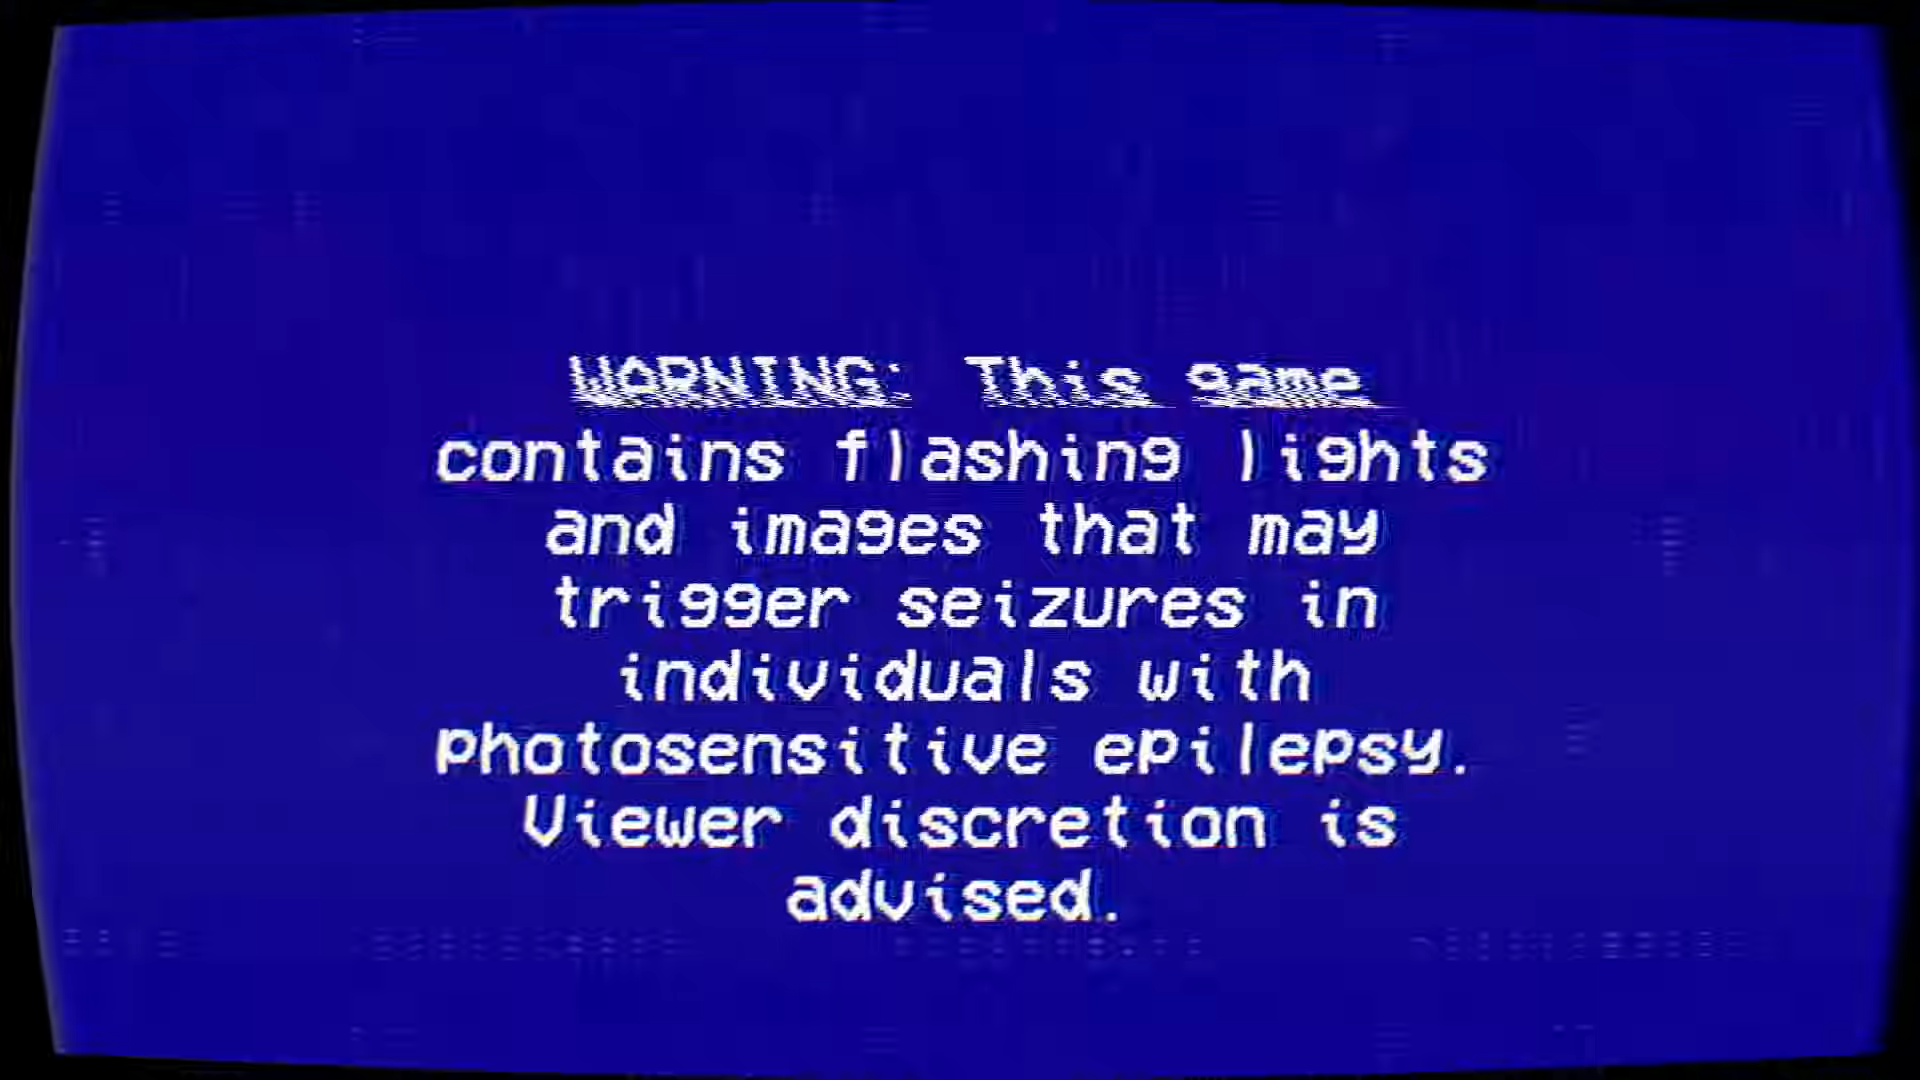 WARNING: This game
contains flashing lights
and images that may
trigger seizures in
individuals with
photosensitive epilepsy.
Viewer discretion is
advised.